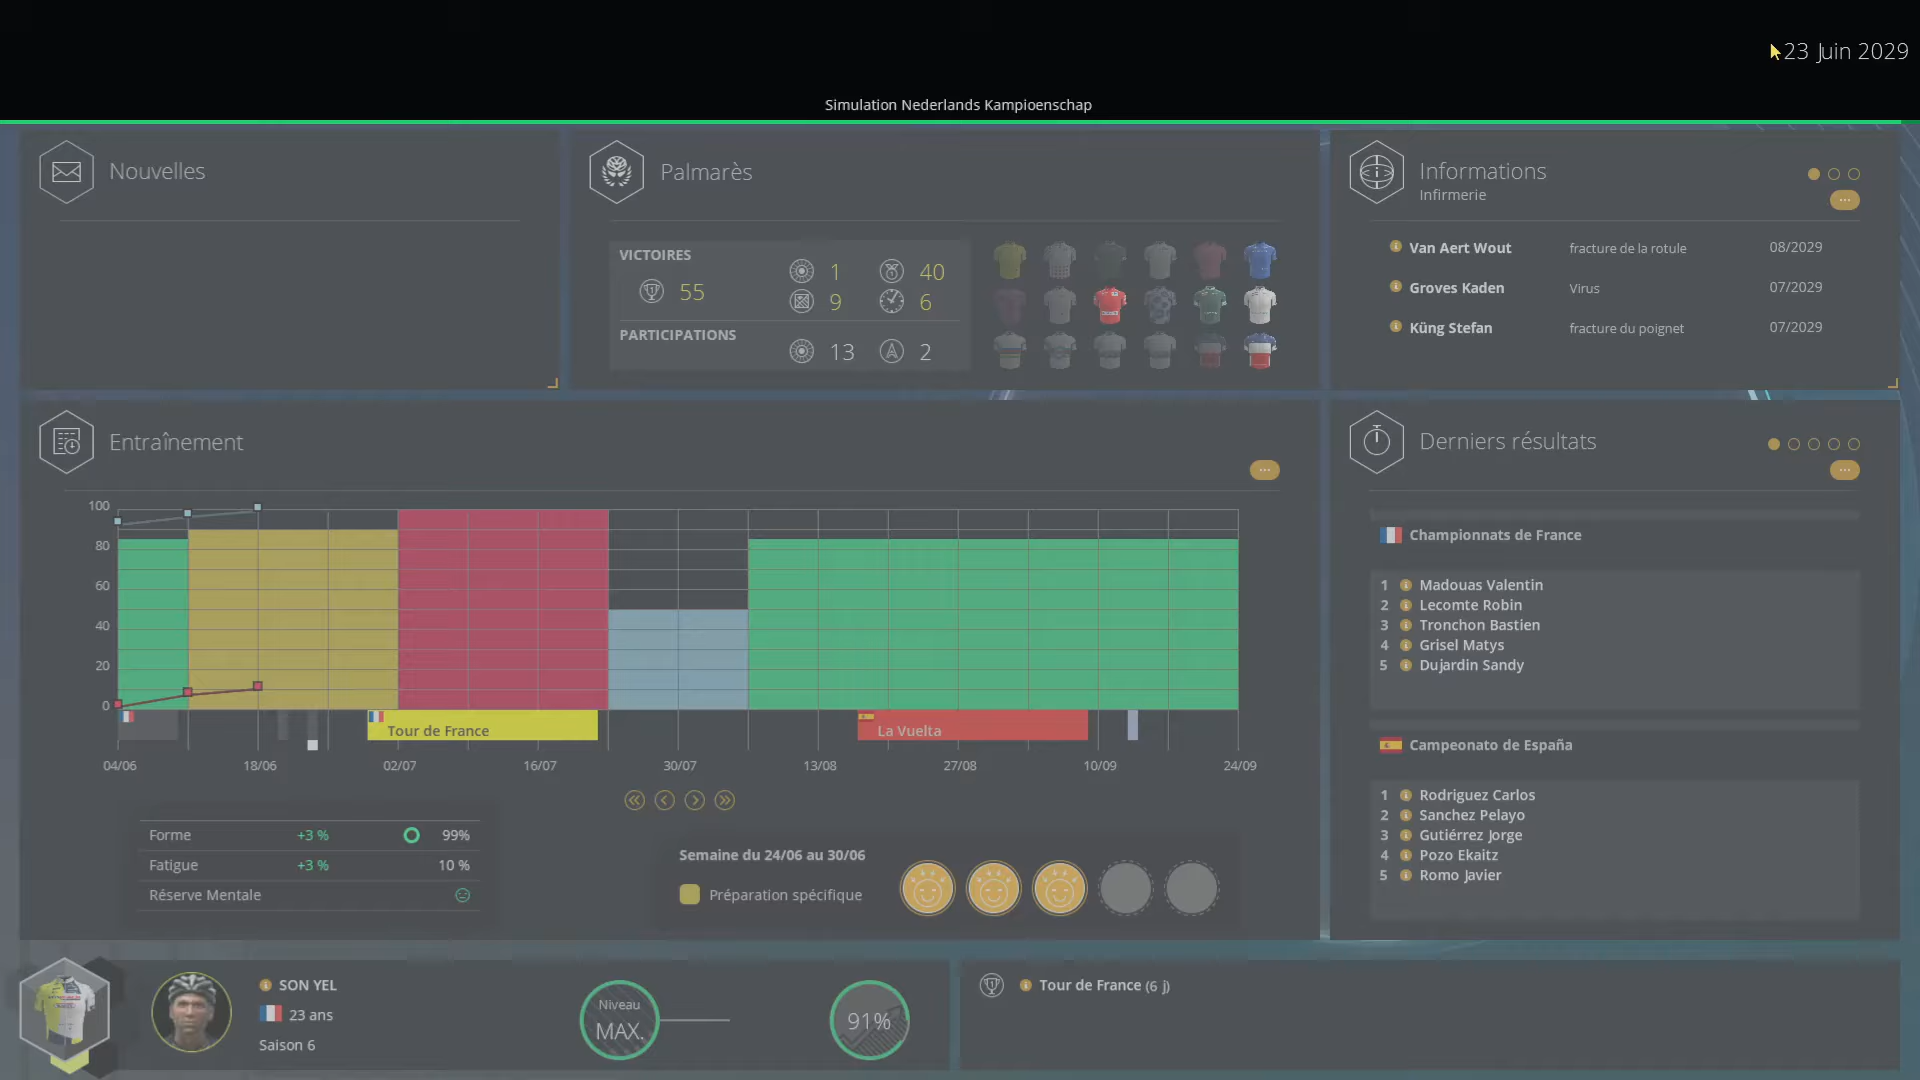 23 Juin 2029
Simulation Nederlands Kampioenschap
Nouvelles
Palmarès
VICTOIRES
55
1
40
9
6
PARTICIPATIONS
13
2
Informations
Infirmerie
Van Aert Wout fracture de la rotule 08/2029
Groves Kaden Virus 07/2029
Küng Stefan fracture du poignet 07/2029
Entraînement
100
80
60
40
20
0
Tour de France
La Vuelta
04/06 18/06 02/07 16/07 30/07 13/08 27/08 10/09 24/09
Forme +3 % 99%
Fatigue +3 % 10 %
Réserve Mentale
Semaine du 24/06 au 30/06
Préparation spécifique
Derniers résultats
Championnats de France
1 Madouas Valentin
2 Lecomte Robin
3 Tronchon Bastien
4 Grisel Matys
5 Dujardin Sandy
Campeonato de España
1 Rodriguez Carlos
2 Sanchez Pelayo
3 Gutiérrez Jorge
4 Pozo Ekaitz
5 Romo Javier
SON YEL
23 ans
Saison 6
Niveau
MAX.
91%
Tour de France (6 j)